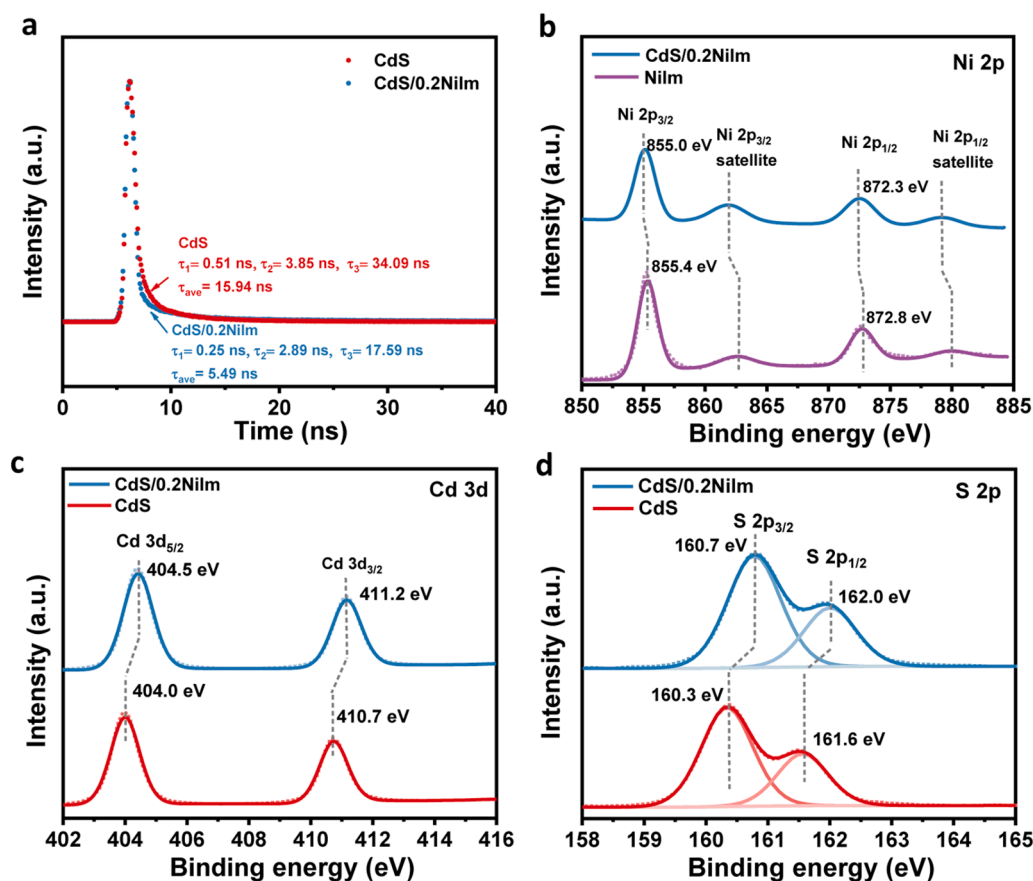 a
CdS
CdS/0.2NiIm
CdS
τ1= 0.51 ns, τ2= 3.85 ns, τ3= 34.09 ns
τave= 15.94 ns
CdS/0.2NiIm
τ1= 0.25 ns, τ2= 2.89 ns, τ3= 17.59 ns
τave= 5.49 ns
Intensity (a.u.)
0 10 20 30 40
Time (ns)
b
CdS/0.2NiIm
NiIm
Ni 2p
Ni 2p3/2
855.0 eV
Ni 2p3/2
satellite
Ni 2p1/2
872.3 eV
Ni 2p1/2
satellite
855.4 eV
872.8 eV
Intensity (a.u.)
850 855 860 865 870 875 880 885
Binding energy (eV)
c
CdS/0.2NiIm
CdS
Cd 3d
Cd 3d5/2
404.5 eV
Cd 3d3/2
411.2 eV
404.0 eV
410.7 eV
Intensity (a.u.)
402 404 406 408 410 412 414 416
Binding energy (eV)
d
CdS/0.2NiIm
CdS
S 2p
S 2p3/2
160.7 eV
S 2p1/2
162.0 eV
160.3 eV
161.6 eV
Intensity (a.u.)
158 159 160 161 162 163 164 165
Binding energy (eV)